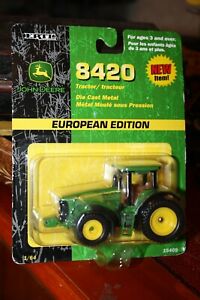 ERTL
For ages 3 and over.
Pour les enfants âgés
de 3 ans et plus.
JOHN DEERE
8420
Tractor/ tracteur
Die Cast Metal
Métal Moulé sous Pression
NOUVEAU
Item!
EUROPEAN EDITION
1/64
15409